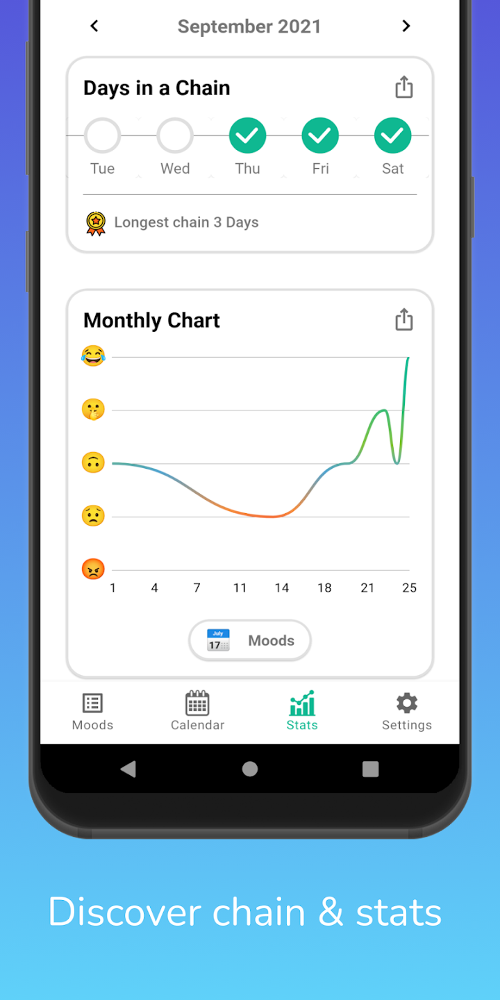 September 2021
Days in a Chain
Tue Wed Thu Fri Sat
Longest chain 3 Days
Monthly Chart
1 4 7 11 14 18 21 25
July
17
Moods
Moods Calendar Stats Settings
Discover chain & stats